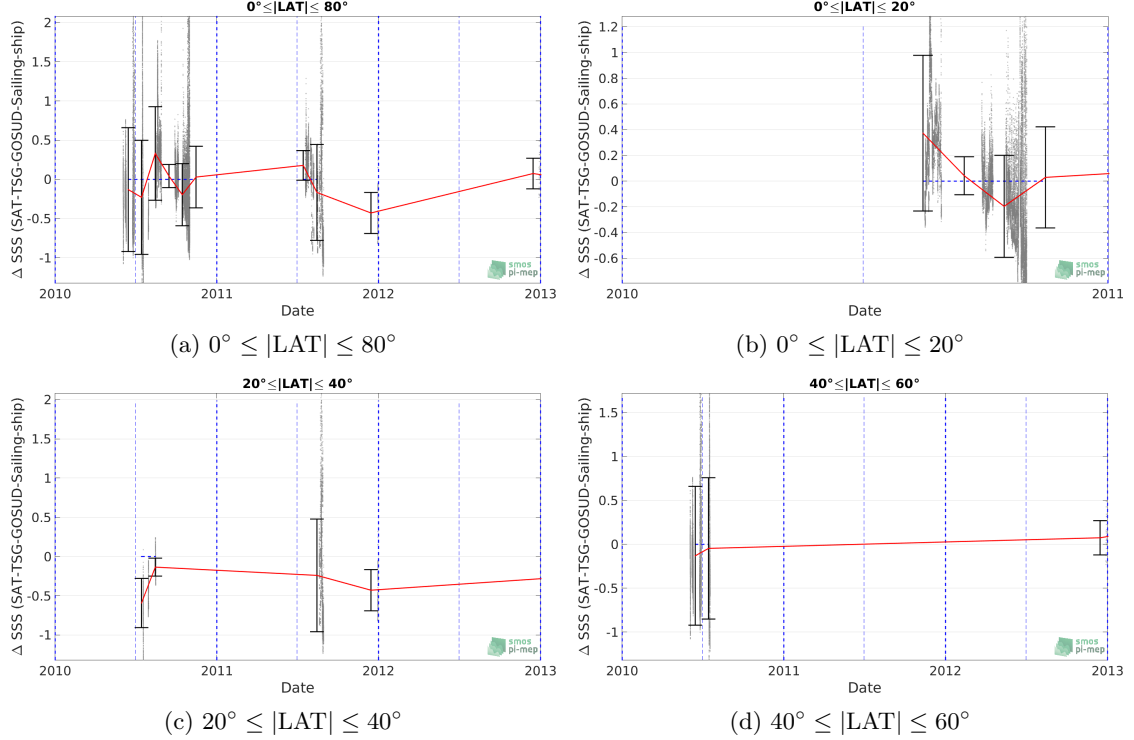 0°≤|LAT|≤ 80°
Δ SSS (SAT-TSG-GOSUD-Sailing-ship)
2
1.5
1
0.5
0
-0.5
-1
2010
2011
2012
2013
Date
smos
pi-mep
(a) 0° ≤ |LAT| ≤ 80°
0°≤|LAT|≤ 20°
Δ SSS (SAT-TSG-GOSUD-Sailing-ship)
1.2
1
0.8
0.6
0.4
0.2
0
-0.2
-0.4
-0.6
2010
2011
Date
smos
pi-mep
(b) 0° ≤ |LAT| ≤ 20°
20°≤|LAT|≤ 40°
Δ SSS (SAT-TSG-GOSUD-Sailing-ship)
2
1.5
1
0.5
0
-0.5
-1
2010
2011
2012
2013
Date
smos
pi-mep
(c) 20° ≤ |LAT| ≤ 40°
40°≤|LAT|≤ 60°
Δ SSS (SAT-TSG-GOSUD-Sailing-ship)
1.5
1
0.5
0
-0.5
-1
2010
2011
2012
2013
Date
smos
pi-mep
(d) 40° ≤ |LAT| ≤ 60°